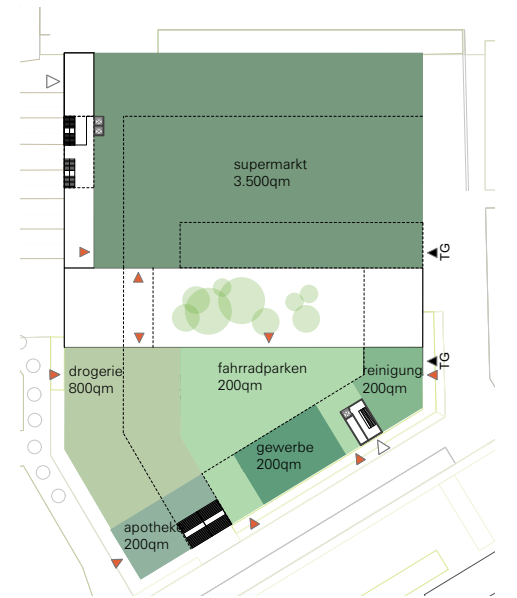 supermarkt
3.500qm
TG
TG
drogerie
800qm
fahrradparken
200qm
reinigung
200qm
gewerbe
200qm
apotheke
200qm